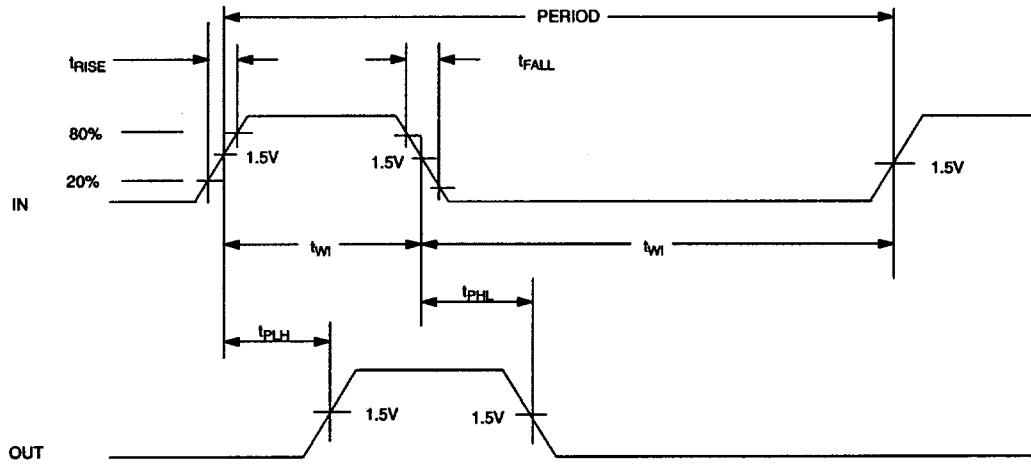 PERIOD
tRISE
tFALL
80%
1.5V
1.5V
1.5V
20%
IN
tWI
tWI
tPHL
tPLH
1.5V
1.5V
OUT